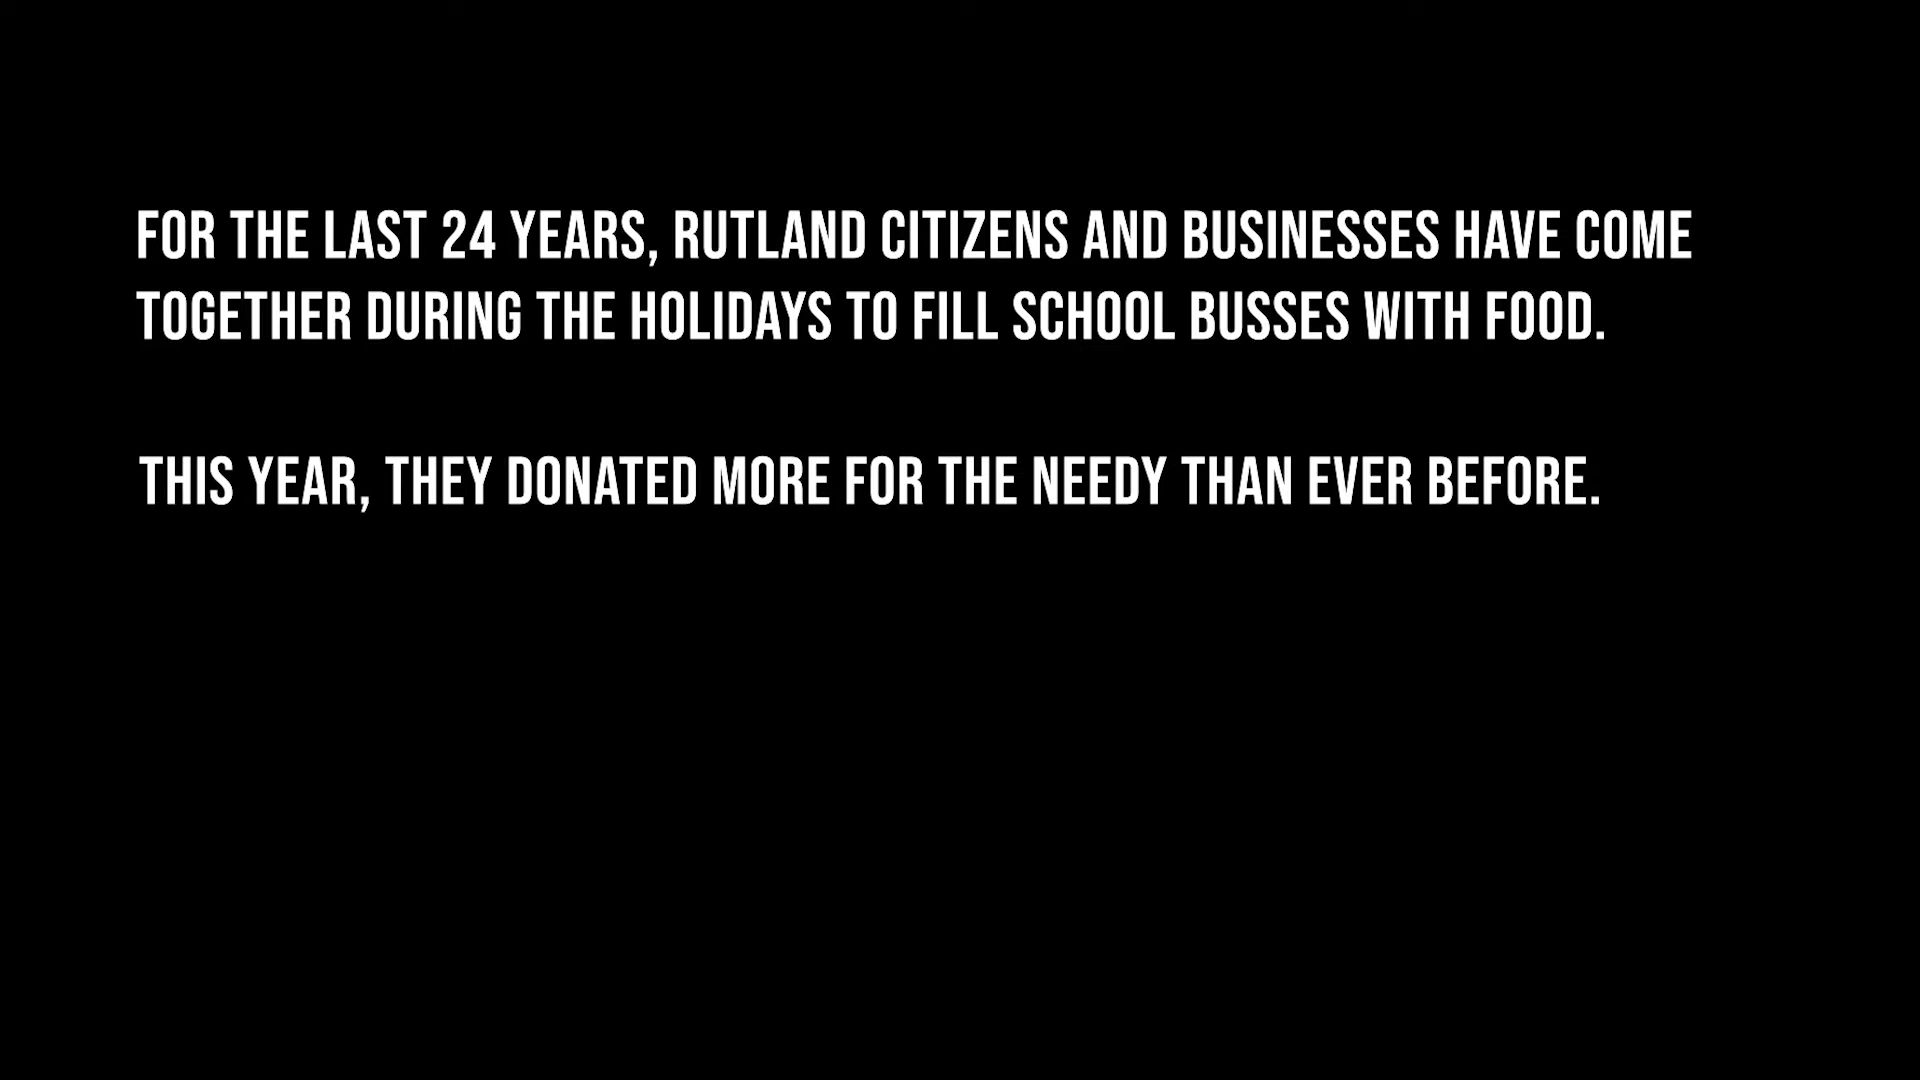 FOR THE LAST 24 YEARS, RUTLAND CITIZENS AND BUSINESSES HAVE COME
TOGETHER DURING THE HOLIDAYS TO FILL SCHOOL BUSSES WITH FOOD.
THIS YEAR, THEY DONATED MORE FOR THE NEEDY THAN EVER BEFORE.